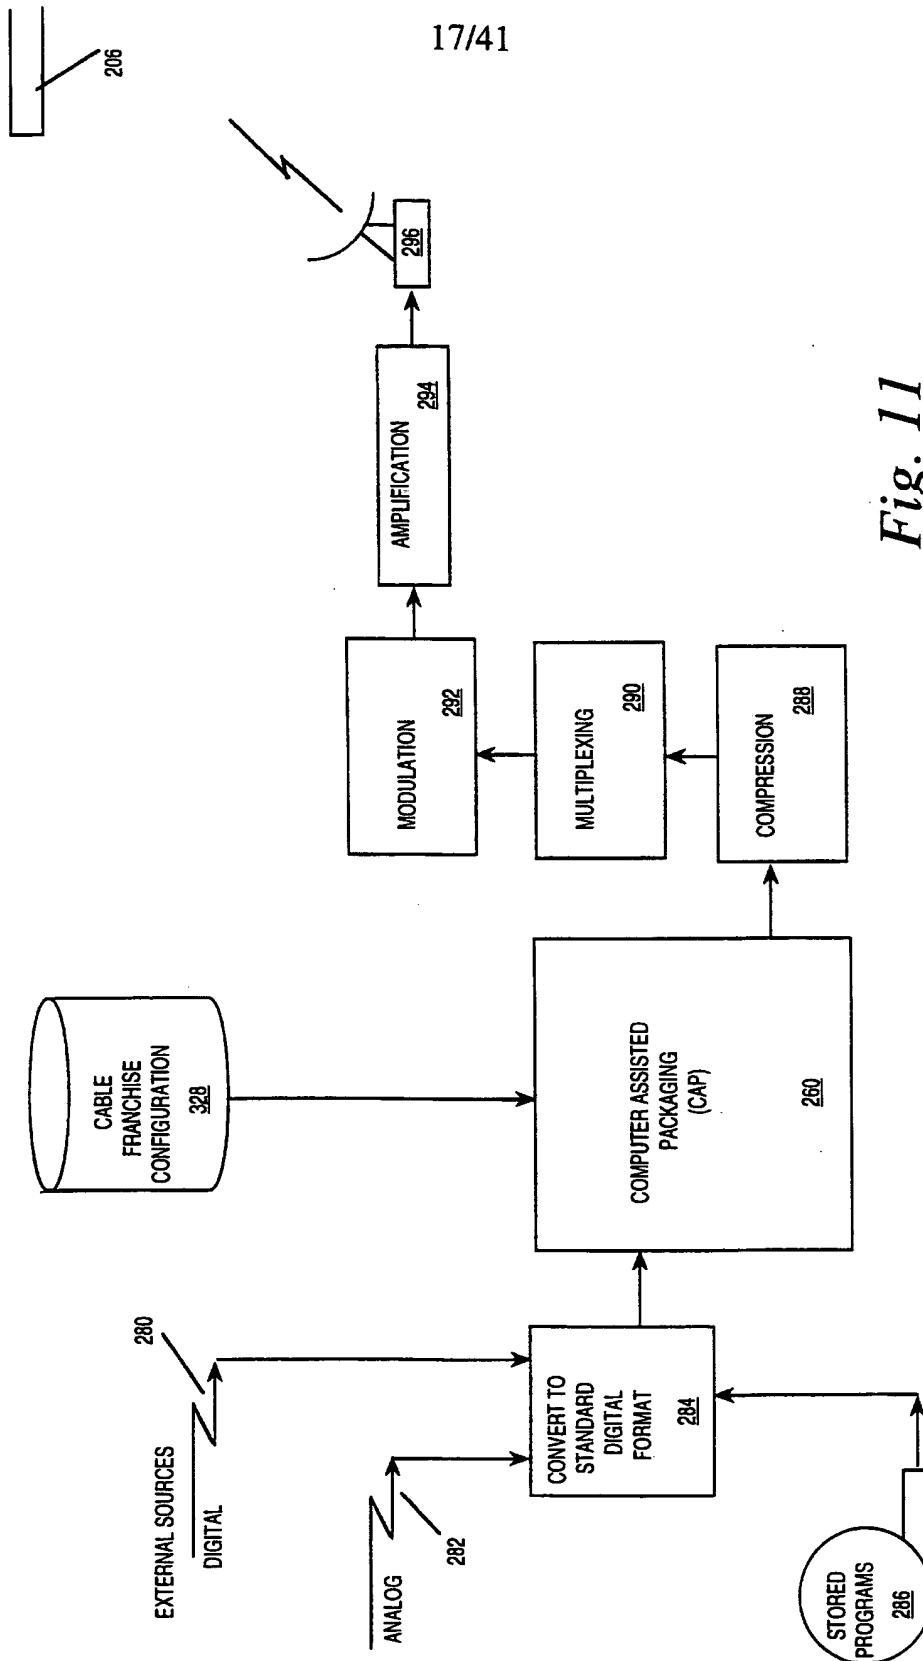 17/41
206
296
AMPLIFICATION
294
MODULATION
292
MULTIPLEXING
290
COMPRESSION
288
CABLE
FRANCHISE
CONFIGURATION
328
COMPUTER ASSISTED
PACKAGING
(CAP)
260
EXTERNAL SOURCES
DIGITAL
280
ANALOG
282
CONVERT TO
STANDARD
DIGITAL
FORMAT
284
STORED
PROGRAMS
286
Fig. 11